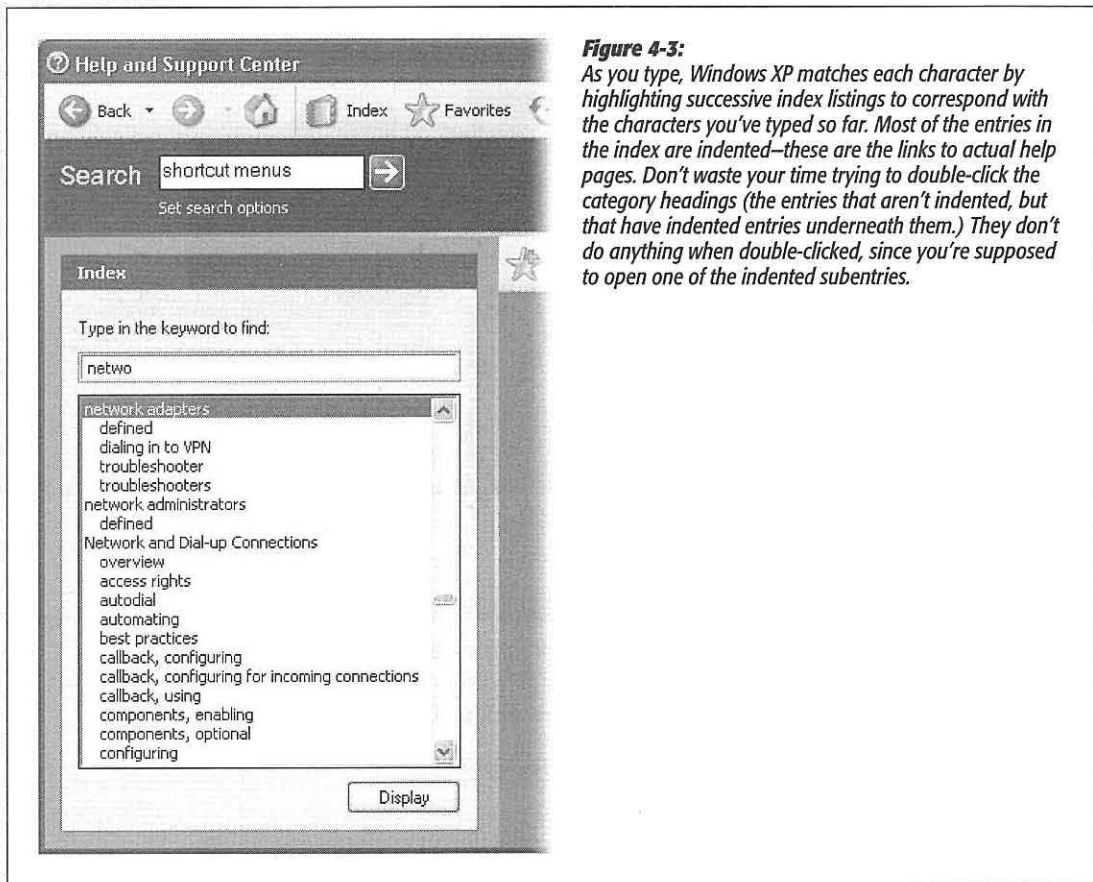 Help and Support Center
Back
Index
Favorites
Search
shortcut menus
Set search options
Index
Type in the keyword to find:
netwo
network adapters
defined
dialing in to VPN
troubleshooter
troubleshooters
network administrators
defined
Network and Dial-up Connections
overview
access rights
autodial
automating
best practices
callback, configuring
callback, configuring for incoming connections
callback, using
components, enabling
components, optional
configuring
Display
Figure 4-3:
As you type, Windows XP matches each character by
highlighting successive index listings to correspond with
the characters you've typed so far. Most of the entries in
the index are indented—these are the links to actual help
pages. Don't waste your time trying to double-click the
category headings (the entries that aren't indented, but
that have indented entries underneath them.) They don't
do anything when double-clicked, since you're supposed
to open one of the indented subentries.